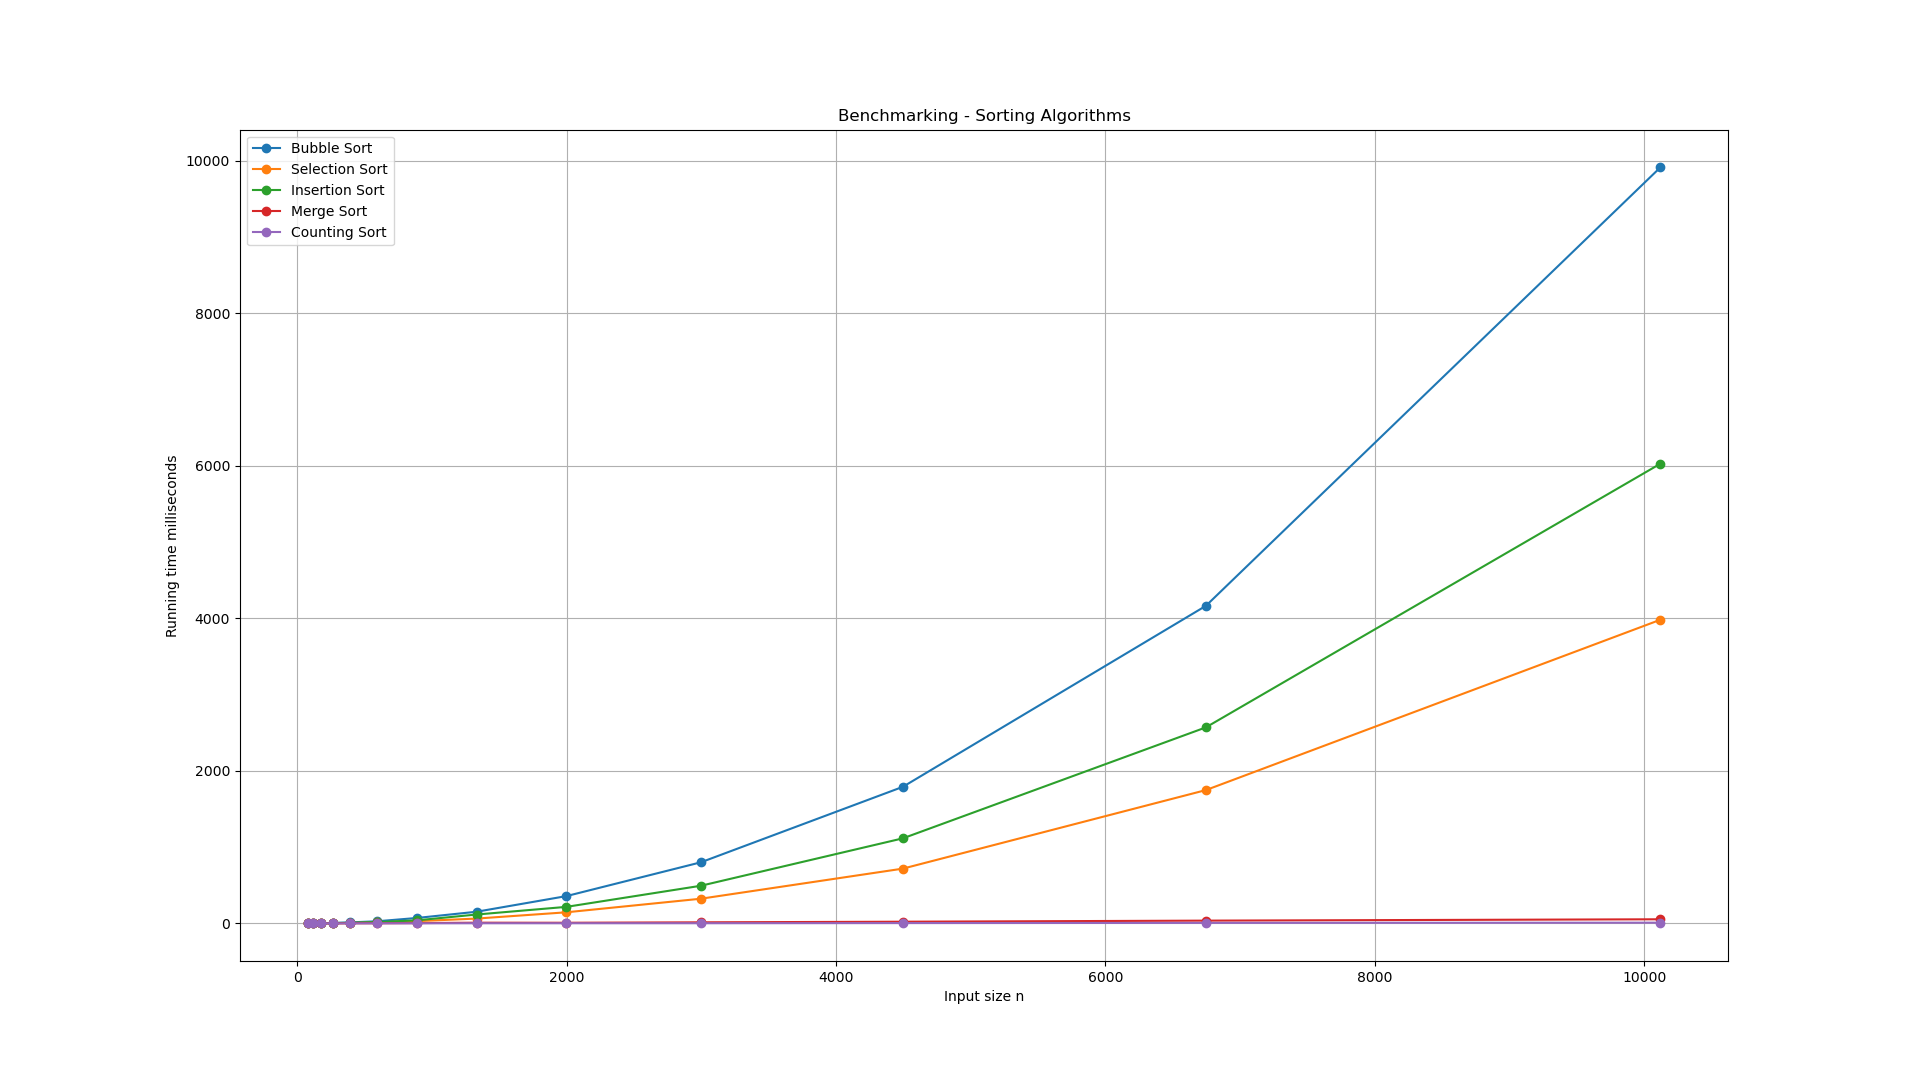 Benchmarking - Sorting Algorithms
Bubble Sort
Selection Sort
Insertion Sort
Merge Sort
Counting Sort
10000
8000
6000
4000
2000
0
Running time milliseconds
0 2000 4000 6000 8000 10000
Input size n